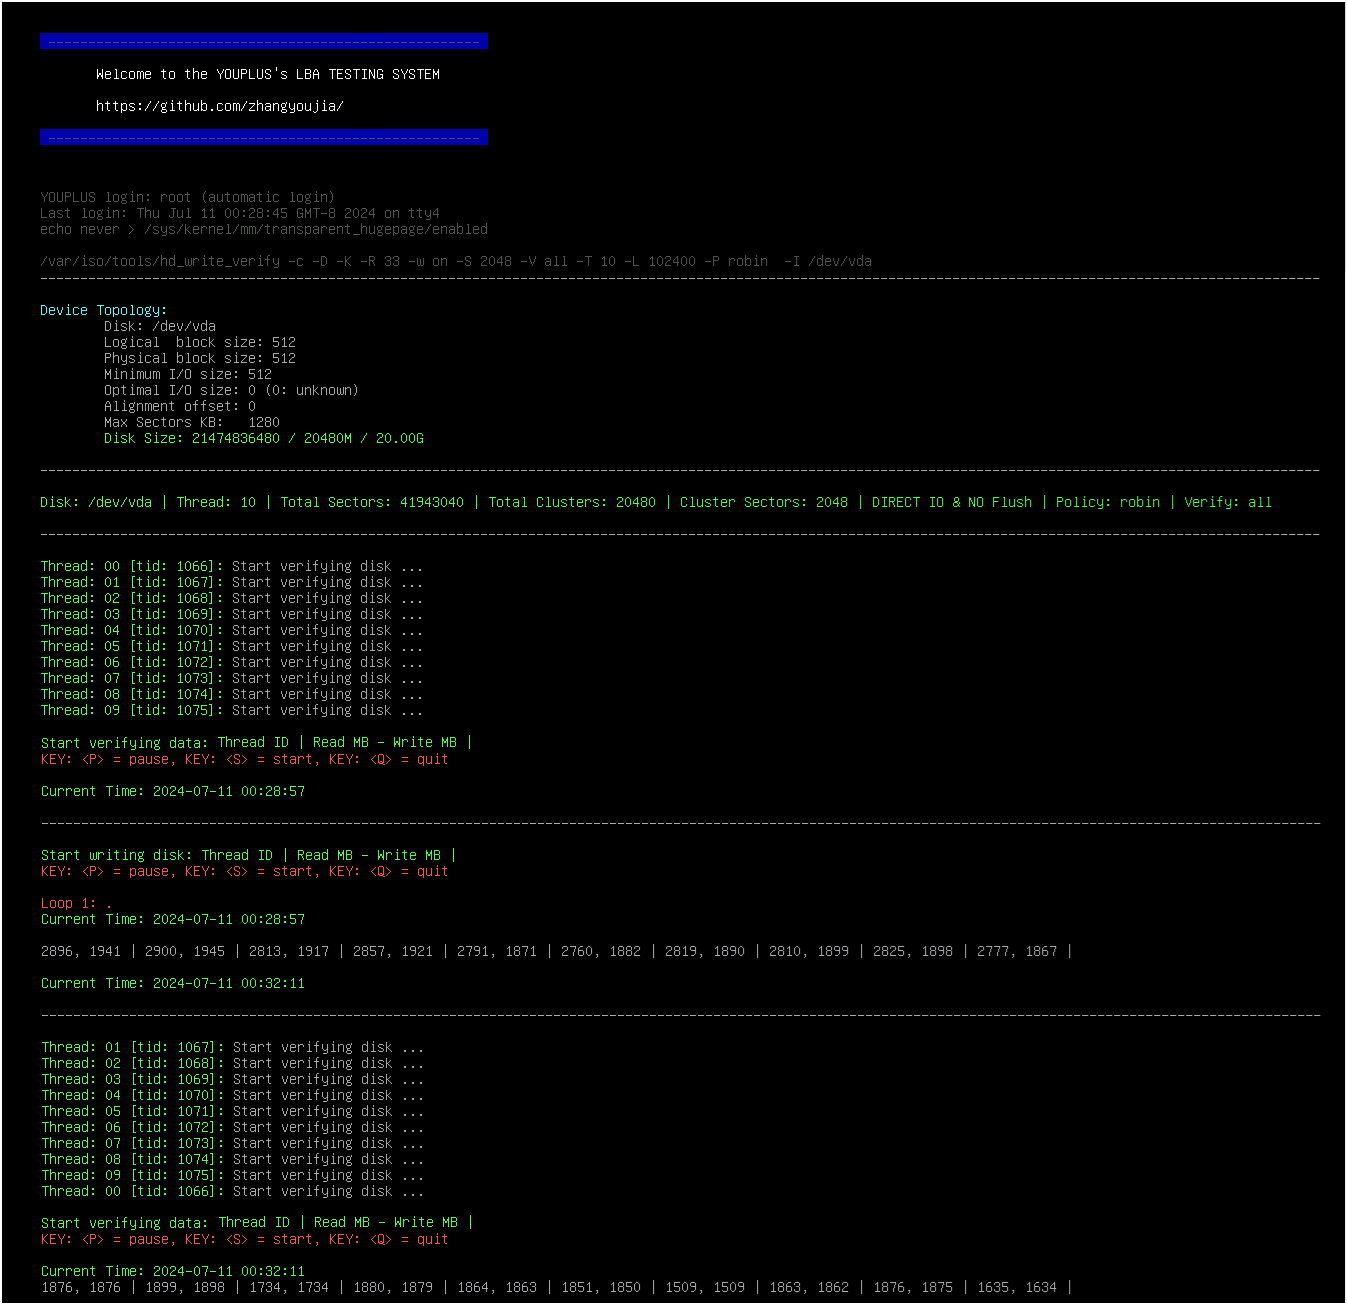 --------------------------------------------------------
Welcome to the YOUPLUS's LBA TESTING SYSTEM
https://github.com/zhangyoujia/
--------------------------------------------------------
YOUPLUS login: root (automatic login)
Last login: Thu Jul 11 00:28:45 GMT-8 2024 on tty4
echo never > /sys/kernel/mm/transparent_hugepage/enabled
/var/iso/tools/hd_write_verify -c -D -K -R 33 -w on -S 2048 -V all -T 10 -L 102400 -P robin  -I /dev/vda
----------------------------------------------------------------------------------------------------------------------------------------------------------------
Device Topology:
Disk: /dev/vda
Logical  block size: 512
Physical block size: 512
Minimum I/O size: 512
Optimal I/O size: 0 (0: unknown)
Alignment offset: 0
Max Sectors KB:   1280
Disk Size: 21474836480 / 20480M / 20.00G
----------------------------------------------------------------------------------------------------------------------------------------------------------------
Disk: /dev/vda | Thread: 10 | Total Sectors: 41943040 | Total Clusters: 20480 | Cluster Sectors: 2048 | DIRECT IO & NO Flush | Policy: robin | Verify: all
----------------------------------------------------------------------------------------------------------------------------------------------------------------
Thread: 00 [tid: 1066]: Start verifying disk ...
Thread: 01 [tid: 1067]: Start verifying disk ...
Thread: 02 [tid: 1068]: Start verifying disk ...
Thread: 03 [tid: 1069]: Start verifying disk ...
Thread: 04 [tid: 1070]: Start verifying disk ...
Thread: 05 [tid: 1071]: Start verifying disk ...
Thread: 06 [tid: 1072]: Start verifying disk ...
Thread: 07 [tid: 1073]: Start verifying disk ...
Thread: 08 [tid: 1074]: Start verifying disk ...
Thread: 09 [tid: 1075]: Start verifying disk ...
Start verifying data: Thread ID | Read MB - Write MB |
KEY: <P> = pause, KEY: <S> = start, KEY: <Q> = quit
Current Time: 2024-07-11 00:28:57
----------------------------------------------------------------------------------------------------------------------------------------------------------------
Start writing disk: Thread ID | Read MB - Write MB |
KEY: <P> = pause, KEY: <S> = start, KEY: <Q> = quit
Loop 1: .
Current Time: 2024-07-11 00:28:57
2896, 1941 | 2900, 1945 | 2813, 1917 | 2857, 1921 | 2791, 1871 | 2760, 1882 | 2819, 1890 | 2810, 1899 | 2825, 1898 | 2777, 1867 |
Current Time: 2024-07-11 00:32:11
----------------------------------------------------------------------------------------------------------------------------------------------------------------
Thread: 01 [tid: 1067]: Start verifying disk ...
Thread: 02 [tid: 1068]: Start verifying disk ...
Thread: 03 [tid: 1069]: Start verifying disk ...
Thread: 04 [tid: 1070]: Start verifying disk ...
Thread: 05 [tid: 1071]: Start verifying disk ...
Thread: 06 [tid: 1072]: Start verifying disk ...
Thread: 07 [tid: 1073]: Start verifying disk ...
Thread: 08 [tid: 1074]: Start verifying disk ...
Thread: 09 [tid: 1075]: Start verifying disk ...
Thread: 00 [tid: 1066]: Start verifying disk ...
Start verifying data: Thread ID | Read MB - Write MB |
KEY: <P> = pause, KEY: <S> = start, KEY: <Q> = quit
Current Time: 2024-07-11 00:32:11
1876, 1876 | 1899, 1898 | 1734, 1734 | 1880, 1879 | 1864, 1863 | 1851, 1850 | 1509, 1509 | 1863, 1862 | 1876, 1875 | 1635, 1634 |